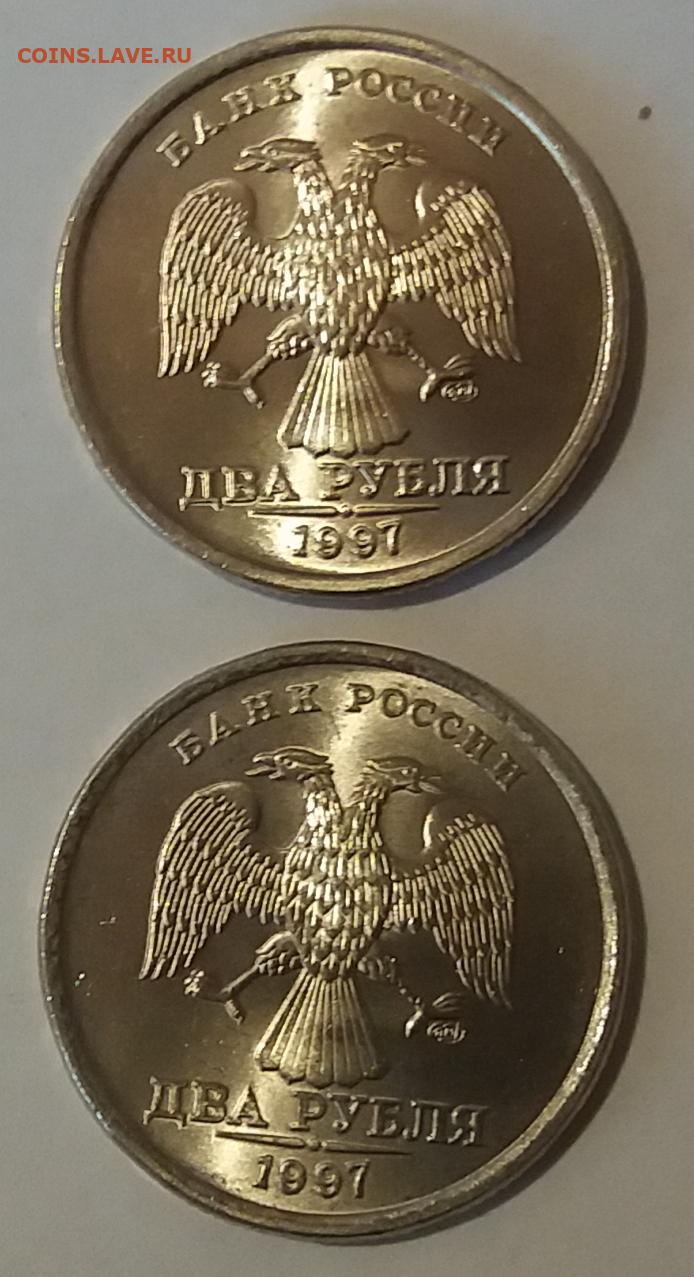 COINS.LAVE.RU
БАНК РОССИИ
ДВА РУБЛЯ
1997
БАНК РОССИИ
ДВА РУБЛЯ
1997